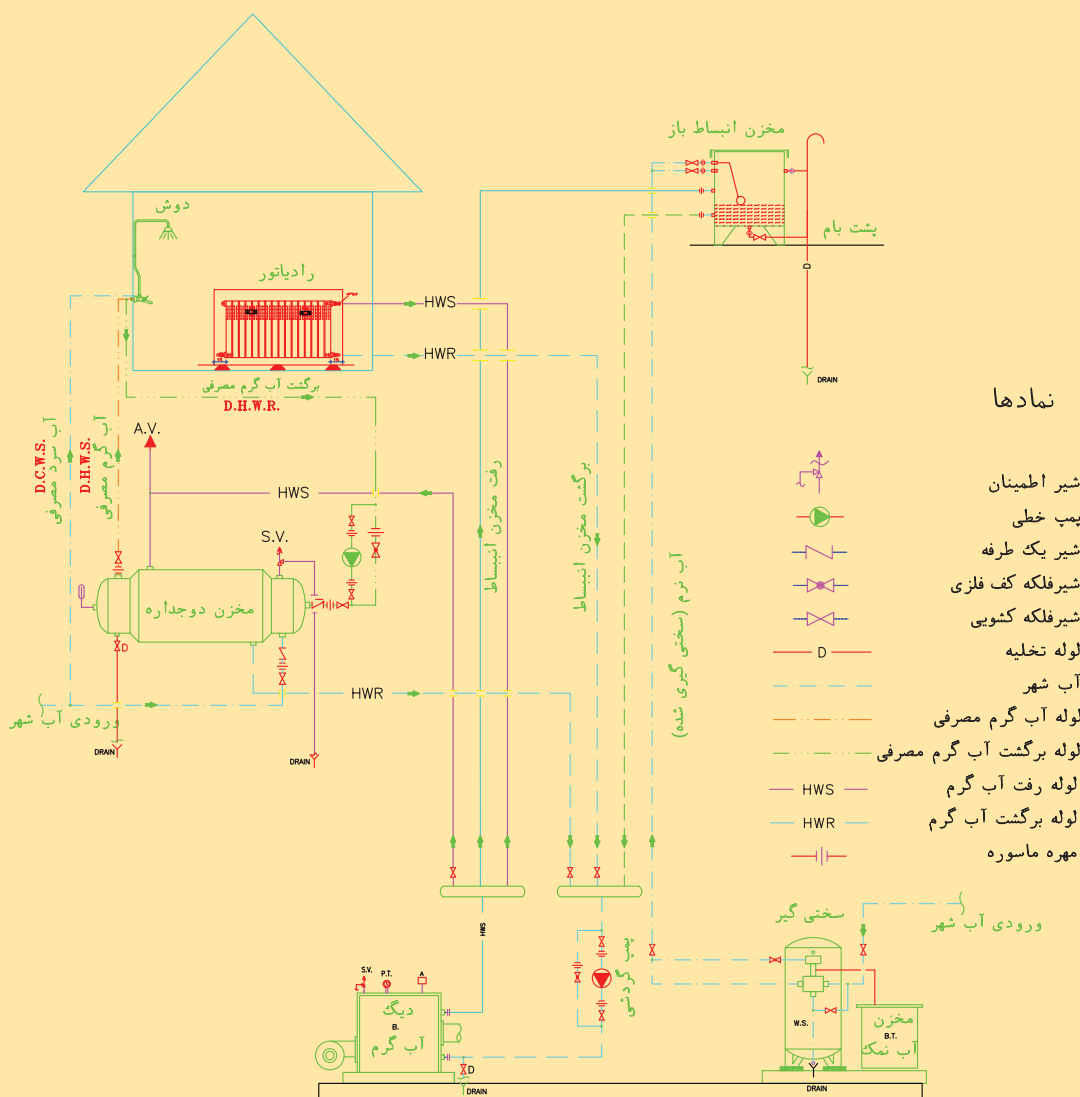 مخزن انبساط باز
دوش
پشت بام
رادیاتور
D
HWS
HWR
DRAIN
برگشت آب گرم مصرفی
D.H.W.R.
نمادها
A.V.
آب سرد مصرفی
D.C.W.S.
آب گرم مصرفی
D.H.W.S.
HWS
رفت مخزن انبساط
برگشت مخزن انبساط
آب نرم (سختی گیری شده)
S.V.
مخزن دوجداره
D
HWR
ورودی آب شهر
DRAIN
DRAIN
شیر اطمینان
پمپ خطی
شیر یک طرفه
شیرفلکه کف فلزی
شیرفلکه کشویی
لوله تخلیه
D
آب شهر
لوله آب گرم مصرفی
لوله برگشت آب گرم مصرفی
لوله رفت آب گرم
HWS
لوله برگشت آب گرم
HWR
مهره ماسوره
سختی گیر
ورودی آب شهر
HWS
پمپ گردشی
S.V.
P.T.
A
دیگ
B.
آب گرم
D
DRAIN
W.S.
مخزن
B.T.
آب نمک
DRAIN